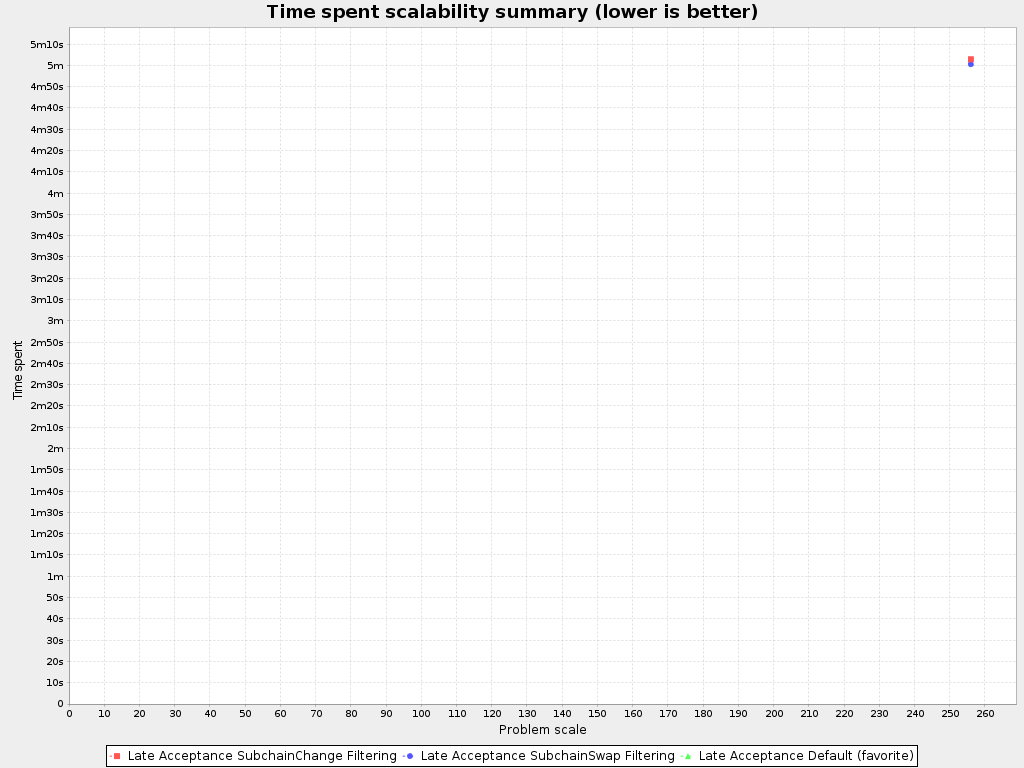 Time spent scalability summary (lower is better)
5m10s
5m
4m50s
4m40s
4m30s
4m20s
4m10s
4m
3m50s
3m40s
3m30s
3m20s
3m10s
3m
2m50s
2m40s
2m30s
2m20s
2m10s
2m
1m50s
1m40s
1m30s
1m20s
1m10s
1m
50s
40s
30s
20s
10s
0
Time spent
0 10 20 30 40 50 60 70 80 90 100 110 120 130 140 150 160 170 180 190 200 210 220 230 240 250 260
Problem scale
Late Acceptance SubchainChange Filtering Late Acceptance SubchainSwap Filtering Late Acceptance Default (favorite)